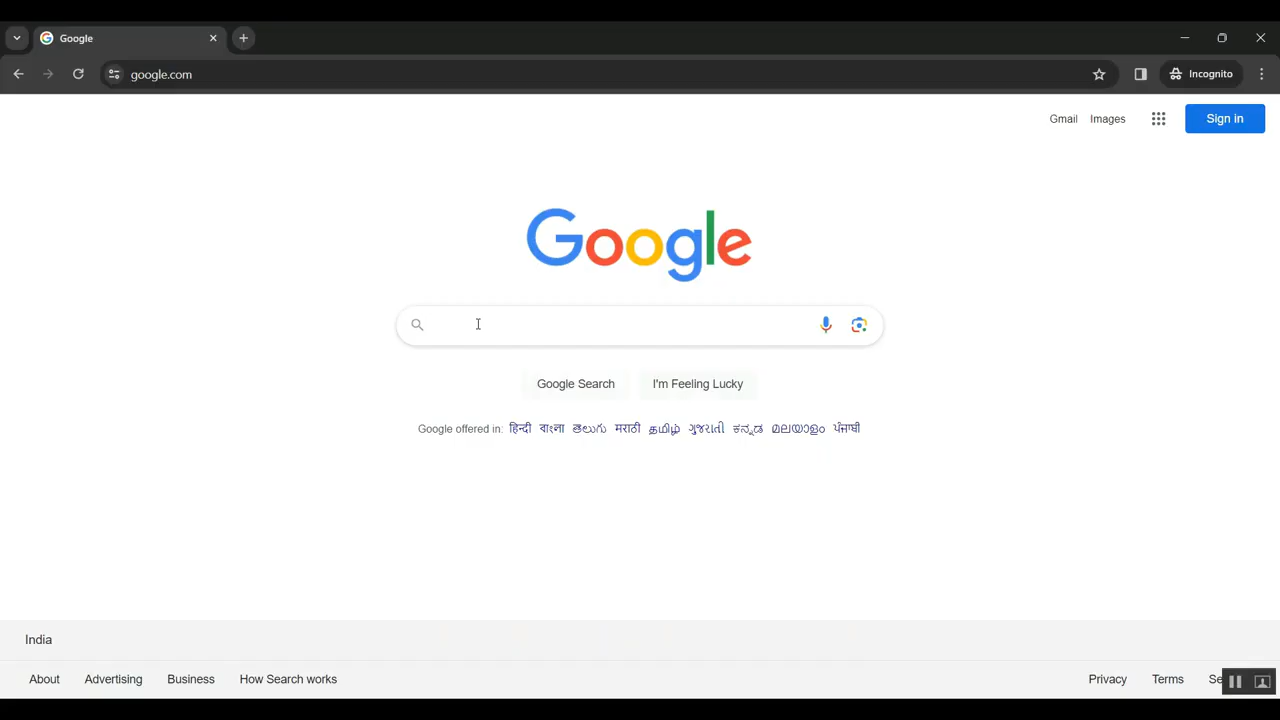 Google
google.com
Incognito
Gmail Images Sign in
Google
Google Search I'm Feeling Lucky
Google offered in: हिन्दी বাংলা తెలుగు मराठी தமிழ் ગુજરાતી ಕನ್ನಡ മലയാളം ਪੰਜਾਬੀ
India
About Advertising Business How Search works Privacy Terms Se